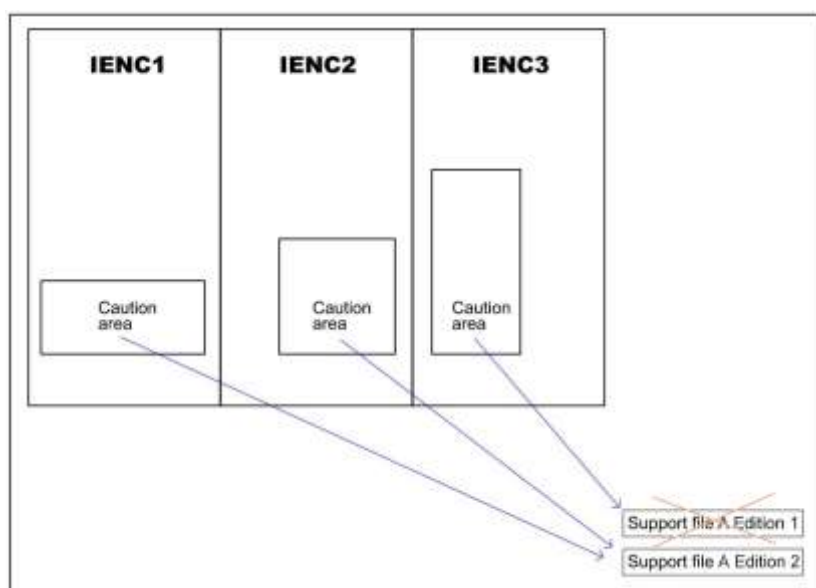 IENC1
IENC2
IENC3
Caution
area
Caution
area
Caution
area
Support file A Edition 1
Support file A Edition 2